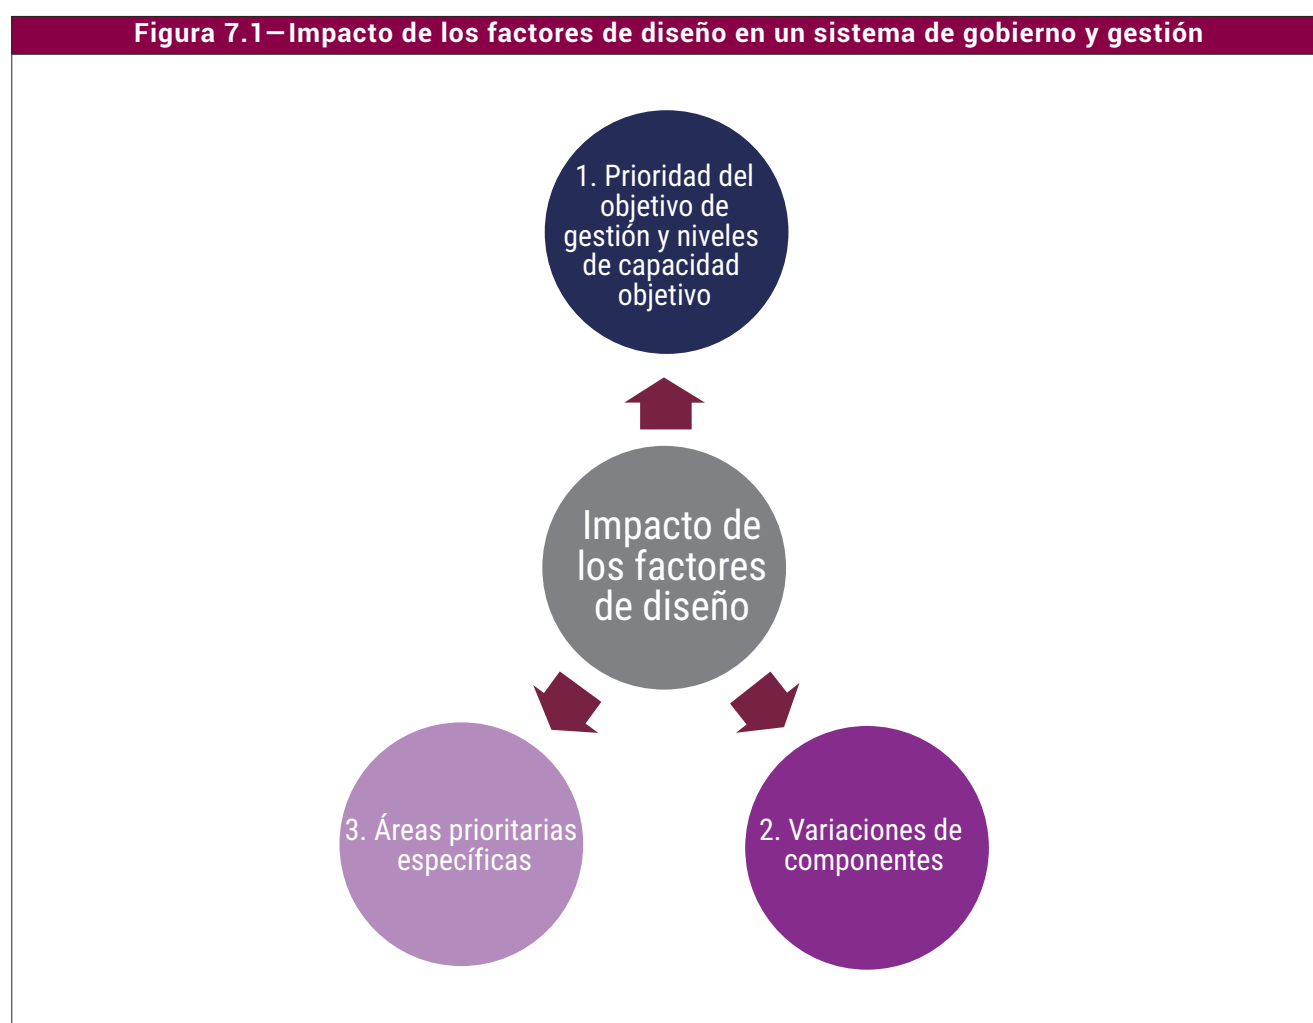 Figura 7.1—Impacto de los factores de diseño en un sistema de gobierno y gestión
1. Prioridad del
objetivo de
gestión y niveles
de capacidad
objetivo
Impacto de
los factores
de diseño
3. Áreas prioritarias
específicas
2. Variaciones de
componentes